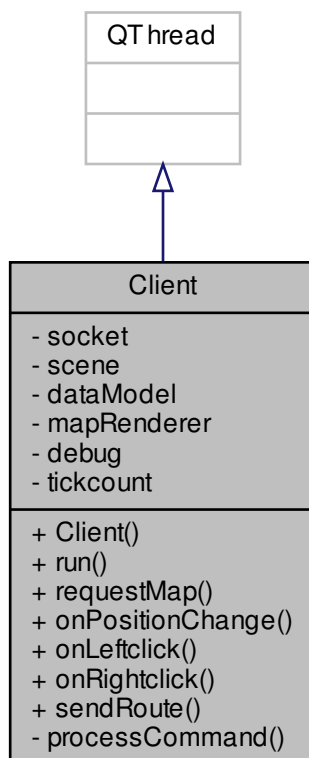 QThread
Client
- socket
- scene
- dataModel
- mapRenderer
- debug
- tickcount
+ Client()
+ run()
+ requestMap()
+ onPositionChange()
+ onLeftclick()
+ onRightclick()
+ sendRoute()
- processCommand()